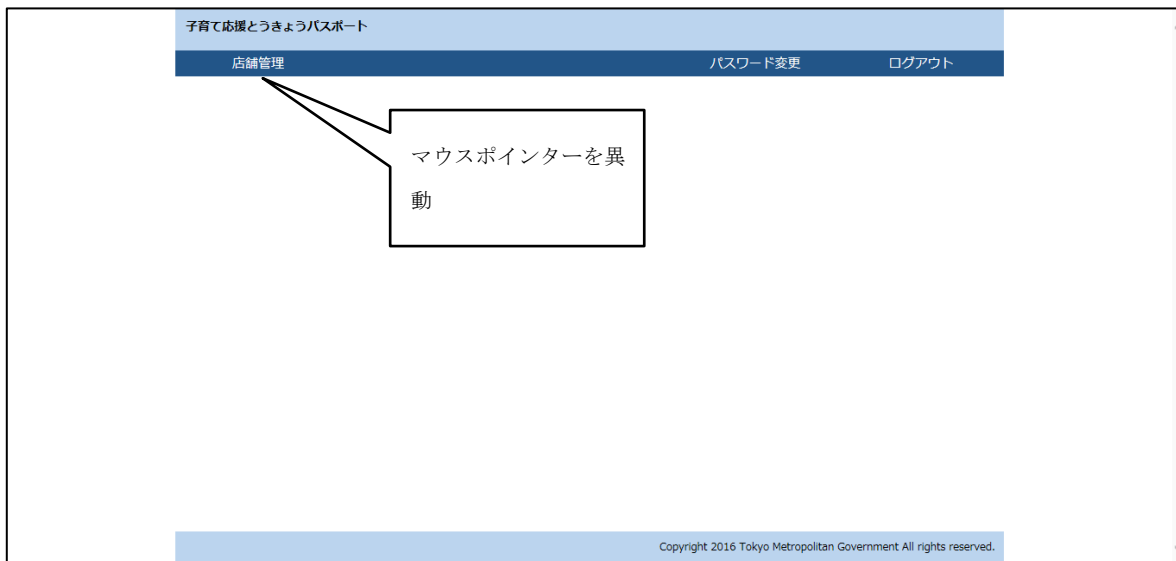 子育て応援とうきょうパスポート
店舗管理 パスワード変更 ログアウト
マウスポインターを異
動
Copyright 2016 Tokyo Metropolitan Government All rights reserved.